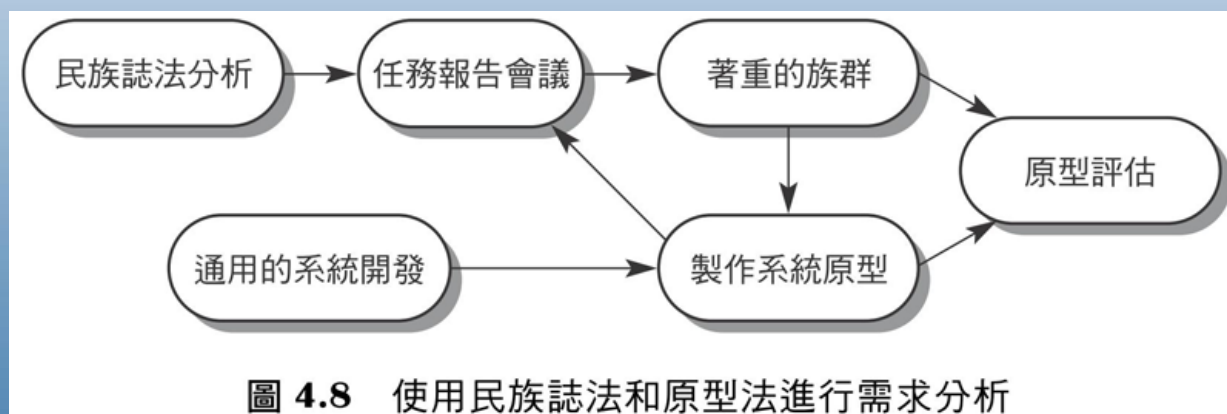 民族誌法分析
任務報告會議
著重的族群
原型評估
通用的系統開發
製作系統原型
圖 4.8 使用民族誌法和原型法進行需求分析